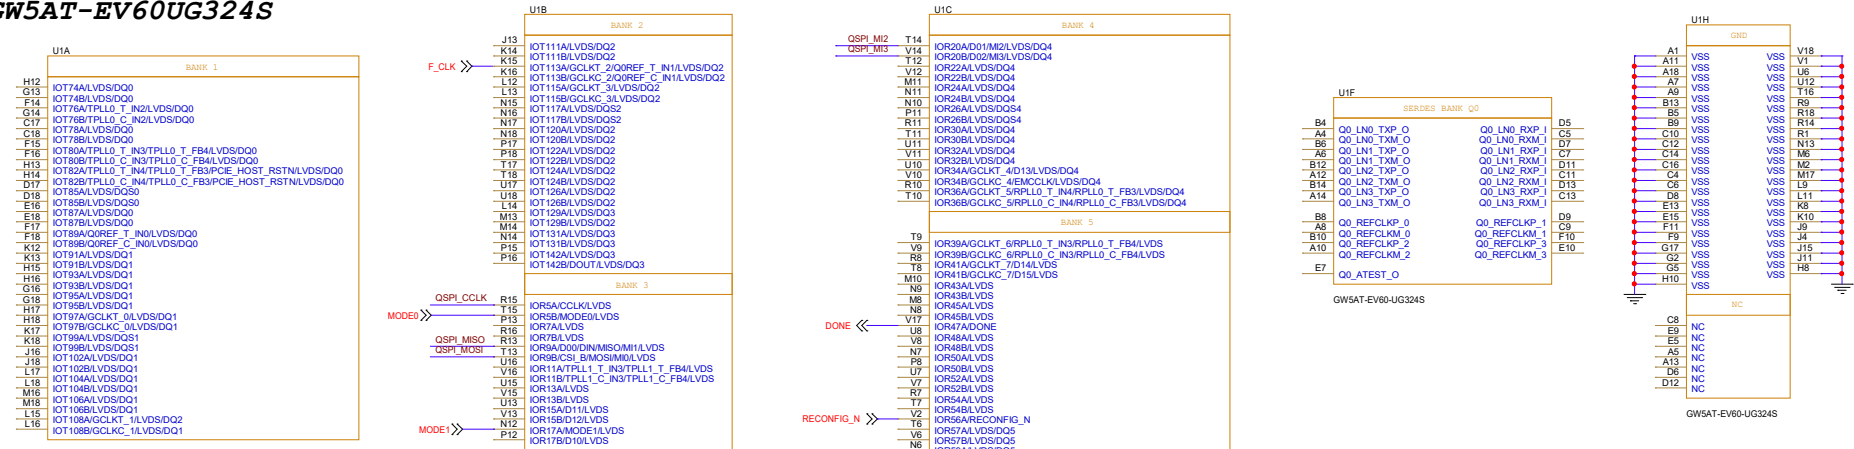 GW5AT-EV60UG324S
U1A
BANK 1
H12 IOT74A/LVDS/DQ0
G13 IOT74B/LVDS/DQ0
F14 IOT76A/TPLL0_T_IN2/LVDS/DQ0
G14 IOT76B/TPLL0_C_IN2/LVDS/DQ0
C17 IOT78A/LVDS/DQ0
C18 IOT78B/LVDS/DQ0
F15 IOT80A/TPLL0_T_IN3/TPLL0_T_FB4/LVDS/DQ0
F16 IOT80B/TPLL0_C_IN3/TPLL0_C_FB4/LVDS/DQ0
H13 IOT82A/TPLL0_T_IN4/TPLL0_T_FB3/PCIE_HOST_RSTN/LVDS/DQ0
H14 IOT82B/TPLL0_C_IN4/TPLL0_C_FB3/PCIE_HOST_RSTN/LVDS/DQ0
D17 IOT85A/LVDS/DQS0
D18 IOT85B/LVDS/DQS0
E16 IOT87A/LVDS/DQ0
E18 IOT87B/LVDS/DQ0
F17 IOT89A/Q0REF_T_IN0/LVDS/DQ0
F18 IOT89B/Q0REF_C_IN0/LVDS/DQ0
K12 IOT91A/LVDS/DQ1
K13 IOT91B/LVDS/DQ1
H15 IOT93A/LVDS/DQ1
H16 IOT93B/LVDS/DQ1
G16 IOT95A/LVDS/DQ1
G18 IOT95B/LVDS/DQ1
H17 IOT97A/GCLKT_0/LVDS/DQ1
H18 IOT97B/GCLKC_0/LVDS/DQ1
K17 IOT99A/LVDS/DQS1
K18 IOT99B/LVDS/DQS1
J16 IOT102A/LVDS/DQ1
J18 IOT102B/LVDS/DQ1
L17 IOT104A/LVDS/DQ1
L18 IOT104B/LVDS/DQ1
M16 IOT106A/LVDS/DQ1
M18 IOT106B/LVDS/DQ1
L15 IOT108A/GCLKT_1/LVDS/DQ2
L16 IOT108B/GCLKC_1/LVDS/DQ1
U1B
BANK 2
J13 IOT111A/LVDS/DQ2
K14 IOT111B/LVDS/DQ2
F_CLK K15 IOT113A/GCLKT_2/Q0REF_T_IN1/LVDS/DQ2
K16 IOT113B/GCLKC_2/Q0REF_C_IN1/LVDS/DQ2
L12 IOT115A/GCLKT_3/LVDS/DQ2
L13 IOT115B/GCLKC_3/LVDS/DQ2
N15 IOT117A/LVDS/DQS2
N16 IOT117B/LVDS/DQS2
N17 IOT120A/LVDS/DQ2
N18 IOT120B/LVDS/DQ2
P17 IOT122A/LVDS/DQ2
P18 IOT122B/LVDS/DQ2
T17 IOT124A/LVDS/DQ2
T18 IOT124B/LVDS/DQ2
U17 IOT126A/LVDS/DQ2
U18 IOT126B/LVDS/DQ2
L14 IOT129A/LVDS/DQ3
M13 IOT129B/LVDS/DQ2
M14 IOT131A/LVDS/DQ3
N14 IOT131B/LVDS/DQ3
P15 IOT142A/LVDS/DQ3
P16 IOT142B/DOUT/LVDS/DQ3
BANK 3
QSPI_CCLK R15 IOR5A/CCLK/LVDS
MODE0 T15 IOR5B/MODE0/LVDS
P13 IOR7A/LVDS
R16 IOR7B/LVDS
QSPI_MISO R13 IOR9A/D00/DIN/MISO/MI1/LVDS
QSPI_MOSI T13 IOR9B/CSI_B/MOSI/MI0/LVDS
U16 IOR11A/TPLL1_T_IN3/TPLL1_T_FB4/LVDS
V16 IOR11B/TPLL1_C_IN3/TPLL1_C_FB4/LVDS
U15 IOR13A/LVDS
V15 IOR13B/LVDS
U13 IOR15A/D11/LVDS
V13 IOR15B/D12/LVDS
MODE1 N12 IOR17A/MODE1/LVDS
P12 IOR17B/D10/LVDS
U1C
BANK 4
QSPI_MI2 T14 IOR20A/D01/MI2/LVDS/DQ4
QSPI_MI3 V14 IOR20B/D02/MI3/LVDS/DQ4
T12 IOR22A/LVDS/DQ4
V12 IOR22B/LVDS/DQ4
M11 IOR24A/LVDS/DQ4
N11 IOR24B/LVDS/DQ4
N10 IOR26A/LVDS/DQS4
P11 IOR26B/LVDS/DQS4
R11 IOR30A/LVDS/DQ4
T11 IOR30B/LVDS/DQ4
U11 IOR32A/LVDS/DQ4
V11 IOR32B/LVDS/DQ4
U10 IOR34A/GCLKT_4/D13/LVDS/DQ4
V10 IOR34B/GCLKC_4/EMCCLK/LVDS/DQ4
R10 IOR36A/GCLKT_5/RPLL0_T_IN4/RPLL0_T_FB3/LVDS/DQ4
T10 IOR36B/GCLKC_5/RPLL0_C_IN4/RPLL0_C_FB3/LVDS/DQ4
BANK 5
T9 IOR39A/GCLKT_6/RPLL0_T_IN3/RPLL0_T_FB4/LVDS
V9 IOR39B/GCLKC_6/RPLL0_C_IN3/RPLL0_C_FB4/LVDS
R8 IOR41A/GCLKT_7/D14/LVDS
T8 IOR41B/GCLKC_7/D15/LVDS
M10 IOR43A/LVDS
N9 IOR43B/LVDS
M8 IOR45A/LVDS
N8 IOR45B/LVDS
DONE V17 IOR47A/DONE
U8 IOR48A/LVDS
V8 IOR48B/LVDS
N7 IOR50A/LVDS
P8 IOR50B/LVDS
U7 IOR52A/LVDS
V7 IOR52B/LVDS
R7 IOR54A/LVDS
T7 IOR54B/LVDS
RECONFIG_N V2 IOR56A/RECONFIG_N
T6 IOR57A/LVDS/DQ5
V6 IOR57B/LVDS/DQ5
N6
U1F
SERDES BANK Q0
B4 Q0_LN0_TXP_O Q0_LN0_RXP_I D5
A4 Q0_LN0_TXM_O Q0_LN0_RXM_I C5
B6 Q0_LN1_TXP_O Q0_LN1_RXP_I D7
A6 Q0_LN1_TXM_O Q0_LN1_RXM_I C7
B12 Q0_LN2_TXP_O Q0_LN2_RXP_I D11
A12 Q0_LN2_TXM_O Q0_LN2_RXM_I C11
B14 Q0_LN3_TXP_O Q0_LN3_RXP_I D13
A14 Q0_LN3_TXM_O Q0_LN3_RXM_I C13
B8 Q0_REFCLKP_0 Q0_REFCLKP_1 D9
A8 Q0_REFCLKM_0 Q0_REFCLKM_1 C9
B10 Q0_REFCLKP_2 Q0_REFCLKP_3 F10
A10 Q0_REFCLKM_2 Q0_REFCLKM_3 E10
E7 Q0_ATEST_O
GW5AT-EV60-UG324S
U1H
GND
A1 VSS VSS V18
A11 VSS VSS V1
A18 VSS VSS U6
A7 VSS VSS U12
A9 VSS VSS T16
B13 VSS VSS R9
B5 VSS VSS R18
B9 VSS VSS R14
C10 VSS VSS R1
C12 VSS VSS N13
C14 VSS VSS M6
C16 VSS VSS M2
C4 VSS VSS M17
C6 VSS VSS L9
D8 VSS VSS L11
E13 VSS VSS K8
E15 VSS VSS K10
F11 VSS VSS J9
F9 VSS VSS J4
G17 VSS VSS J15
G2 VSS VSS J11
G5 VSS VSS H8
H10 VSS
NC
C8 NC
E9 NC
E5 NC
A5 NC
A13 NC
D6 NC
D12 NC
GW5AT-EV60-UG324S